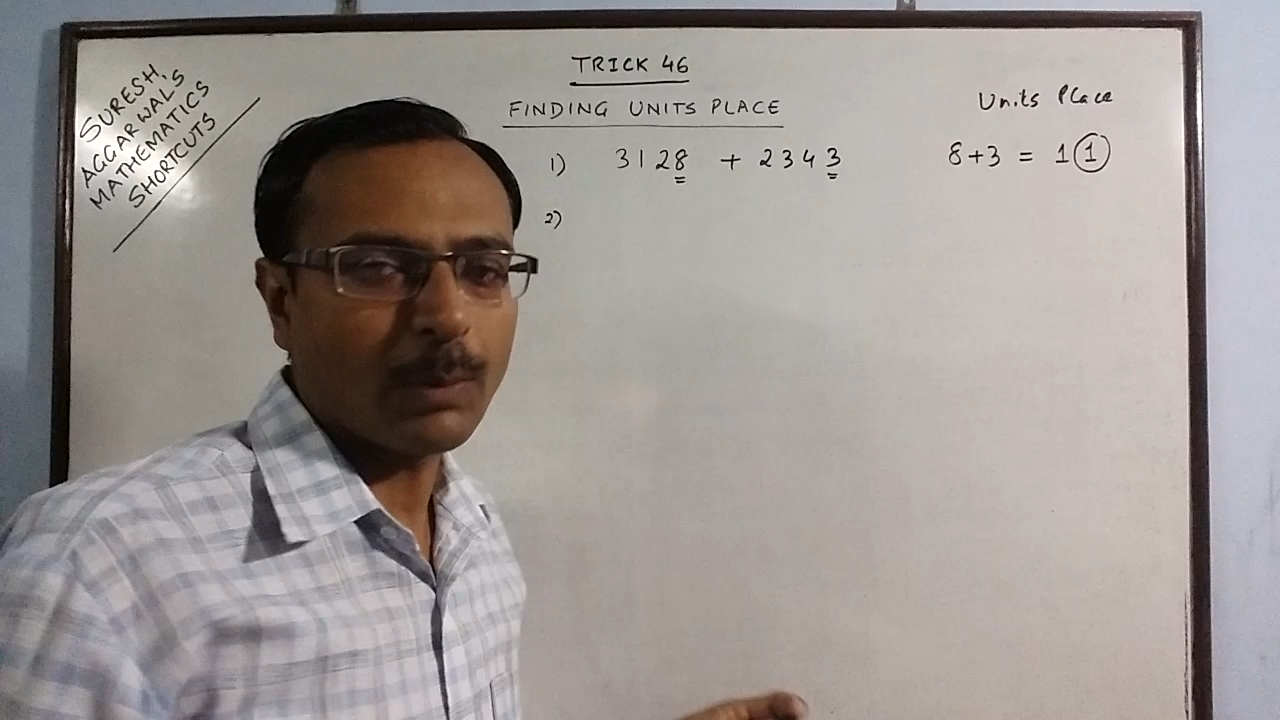 SURESH
AGGARWAL'S
MATHEMATICS
SHORTCUTS
TRICK 46
FINDING UNITS PLACE
Units Place
1) 3128 + 2343 8+3 = 11
2)